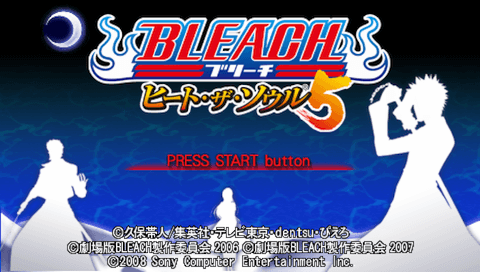 BLEACH
ブリーチ
ヒート・ザ・ソウル5
PRESS START button
©久保帯人/集英社・テレビ東京・dentsu・ぴえろ
©劇場版BLEACH製作委員会 2006 ©劇場版BLEACH製作委員会 2007
©2008 Sony Computer Entertainment Inc.